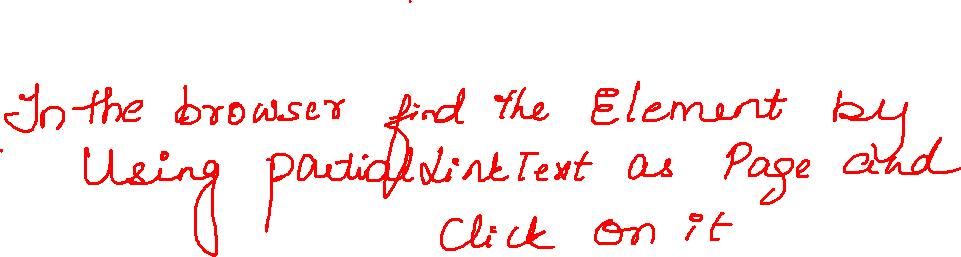 In the browser find the Element by
Using partialLinkText as Page and
Click on it